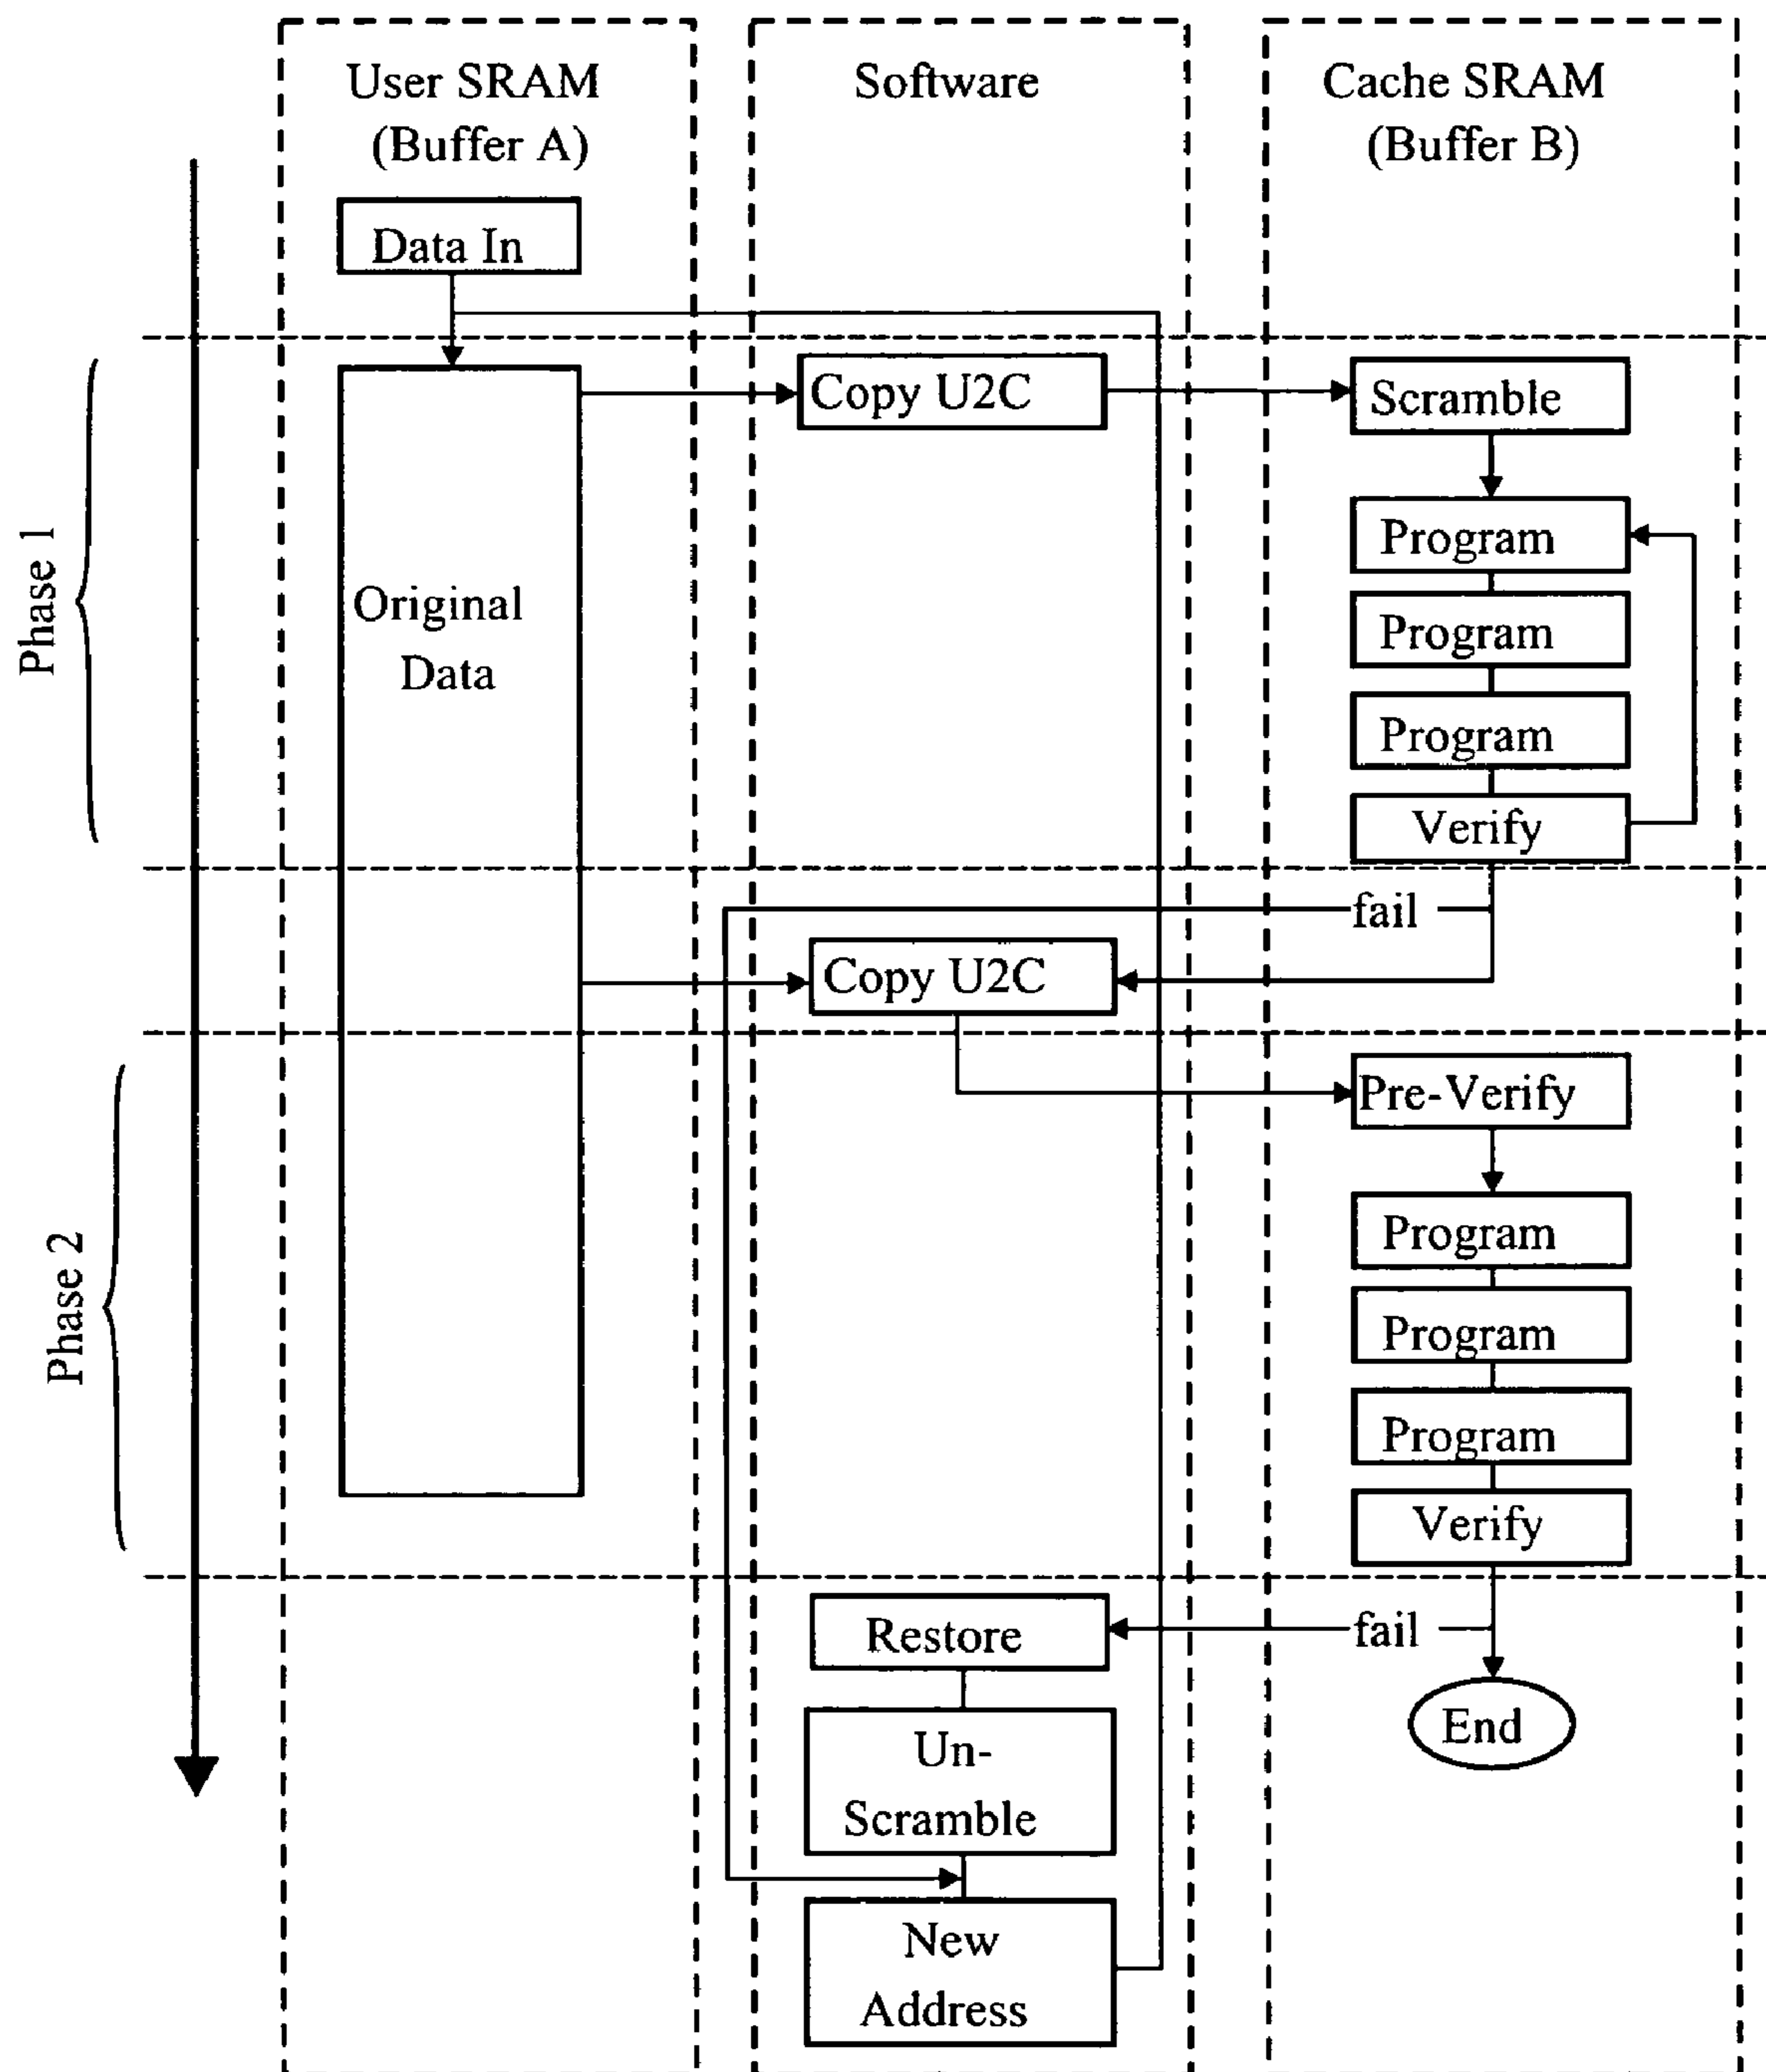 User SRAM
(Buffer A)
Software
Cache SRAM
(Buffer B)
Data In
Phase 1
Original
Data
Copy U2C
Scramble
Program
Program
Program
Verify
fail
Copy U2C
Phase 2
Pre-Verify
Program
Program
Program
Verify
fail
Restore
Un-
Scramble
End
New
Address